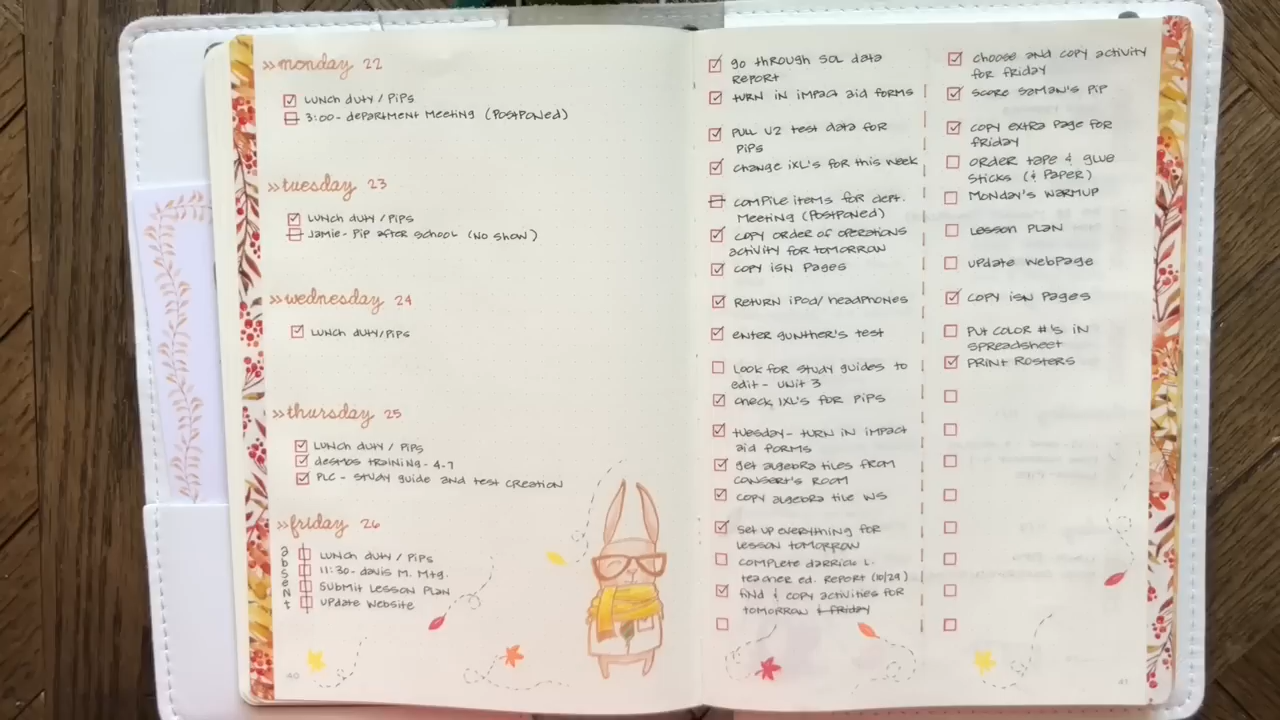 » monday 22
LUNCH DUTY / PIPS
3:00- DEPARTMENT MEETING (POSTPONED)
» tuesday 23
LUNCH DUTY / PIPS
JAMIE- PIP AFTER SCHOOL (NO SHOW)
» wednesday 24
LUNCH DUTY/PIPS
» thursday 25
LUNCH DUTY / PIPS
DESMOS TRAINING- 4-7
PLC - STUDY GUIDE AND TEST CREATION
» friday 26
absent
LUNCH DUTY / PIPS
11:30- DAVIS M. MTG.
SUBMIT LESSON PLAN
UPDATE WEBSITE
40
GO THROUGH SOL DATA
REPORT
TURN IN IMPACT AID FORMS
PULL U2 TEST DATA FOR
PIPS
CHANGE IXL'S FOR THIS WEEK
COMPILE ITEMS FOR DEPT.
MEETING (POSTPONED)
COPY ORDER OF OPERATIONS
ACTIVITY FOR TOMORROW
COPY ISN PAGES
RETURN IPOD/ HEADPHONES
ENTER GUNTHER'S TEST
LOOK FOR STUDY GUIDES TO
EDIT - UNIT 3
CHECK IXL'S FOR PIPS
TUESDAY- TURN IN IMPACT
AID FORMS
GET ALGEBRA TILES FROM
CONSERT'S ROOM
COPY ALGEBRA TILE WS
SET UP EVERYTHING FOR
LESSON TOMORROW
COMPLETE DARRICK L.
TEACHER ED. REPORT (10/29)
FIND & COPY ACTIVITIES FOR
TOMORROW & FRIDAY
CHOOSE AND COPY ACTIVITY
FOR FRIDAY
SCORE SAMAN'S PIP
COPY EXTRA PAGE FOR
FRIDAY
ORDER TAPE & GLUE
STICKS (& PAPER)
MONDAY'S WARMUP
LESSON PLAN
UPDATE WEBPAGE
COPY ISN PAGES
PUT COLOR #'S IN
SPREADSHEET
PRINT ROSTERS
41